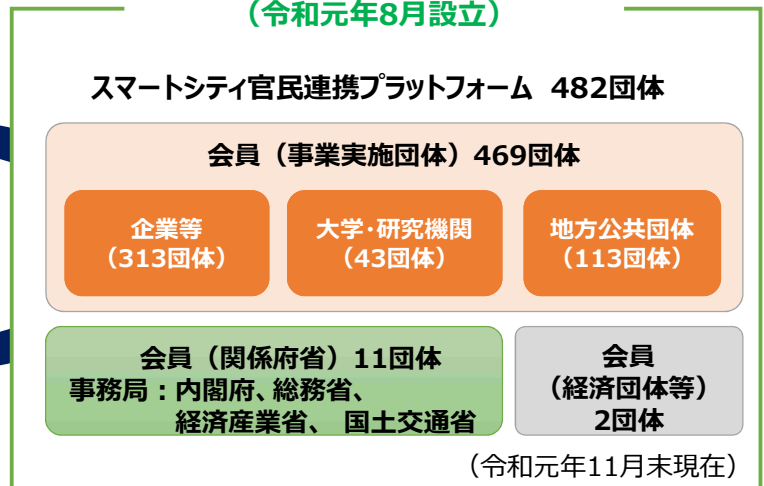 （令和元年8月設立）
スマートシティ官民連携プラットフォーム 482団体
会員（事業実施団体）469団体
企業等
（313団体）
大学・研究機関
（43団体）
地方公共団体
（113団体）
会員（関係府省）11団体
事務局：内閣府、総務省、
経済産業省、 国土交通省
会員
（経済団体等）
2団体
（令和元年11月末現在）